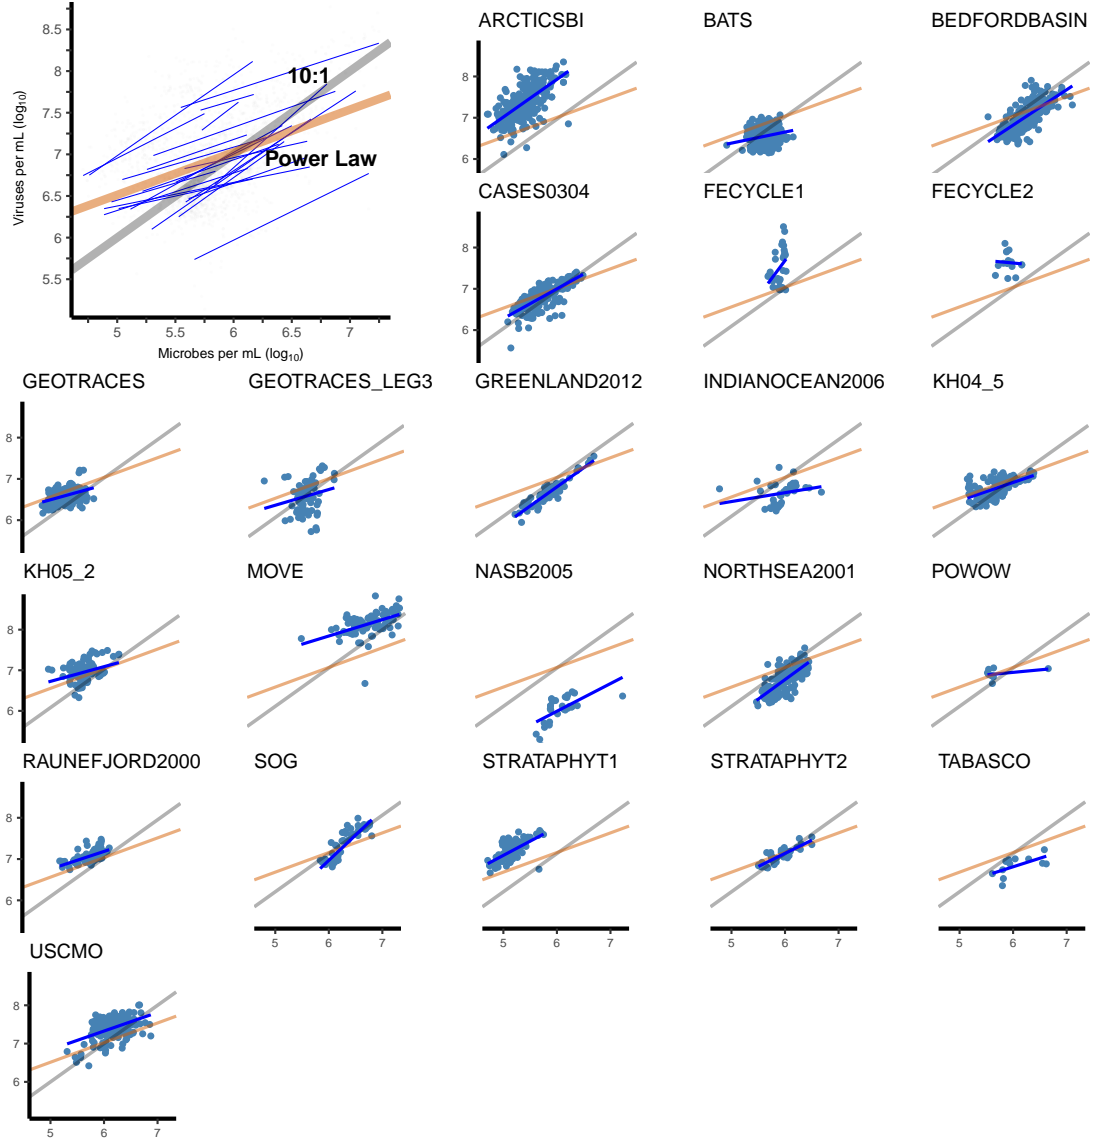 8.5
8
7.5
7
6.5
6
5.5
Viruses per mL (log10)
10:1
Power Law
5 5.5 6 6.5 7
Microbes per mL (log10)
ARCTICSBI BATS BEDFORDBASIN
8
7
6
CASES0304 FECYCLE1 FECYCLE2
8
7
6
GEOTRACES GEOTRACES_LEG3 GREENLAND2012 INDIANOCEAN2006 KH04_5
8
7
6
KH05_2 MOVE NASB2005 NORTHSEA2001 POWOW
8
7
6
RAUNEFJORD2000 SOG STRATAPHYT1 STRATAPHYT2 TABASCO
8
7
6
5 6 7 5 6 7 5 6 7 5 6 7
USCMO
8
7
6
5 6 7